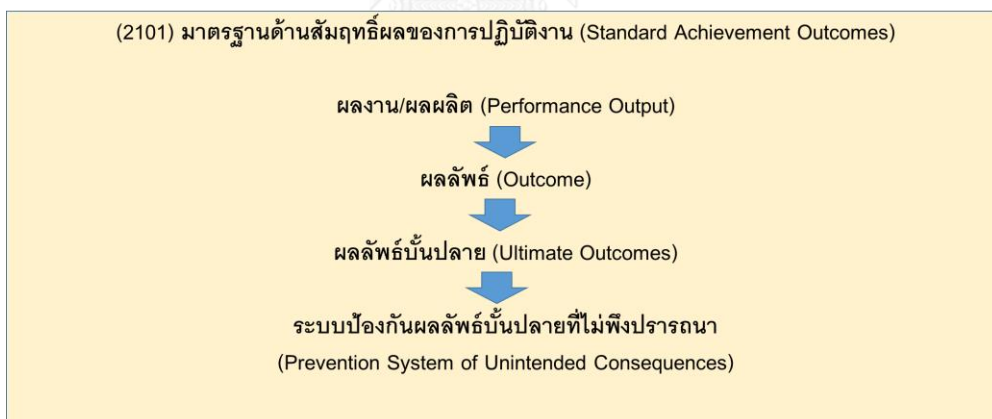 (2101) มาตรฐานด้านสัมฤทธิ์ผลของการปฏิบัติงาน (Standard Achievement Outcomes)
ผลงาน/ผลผลิต (Performance Output)
ผลลัพธ์ (Outcome)
ผลลัพธ์บั้นปลาย (Ultimate Outcomes)
ระบบป้องกันผลลัพธ์บั้นปลายที่ไม่พึงปรารถนา
(Prevention System of Unintended Consequences)